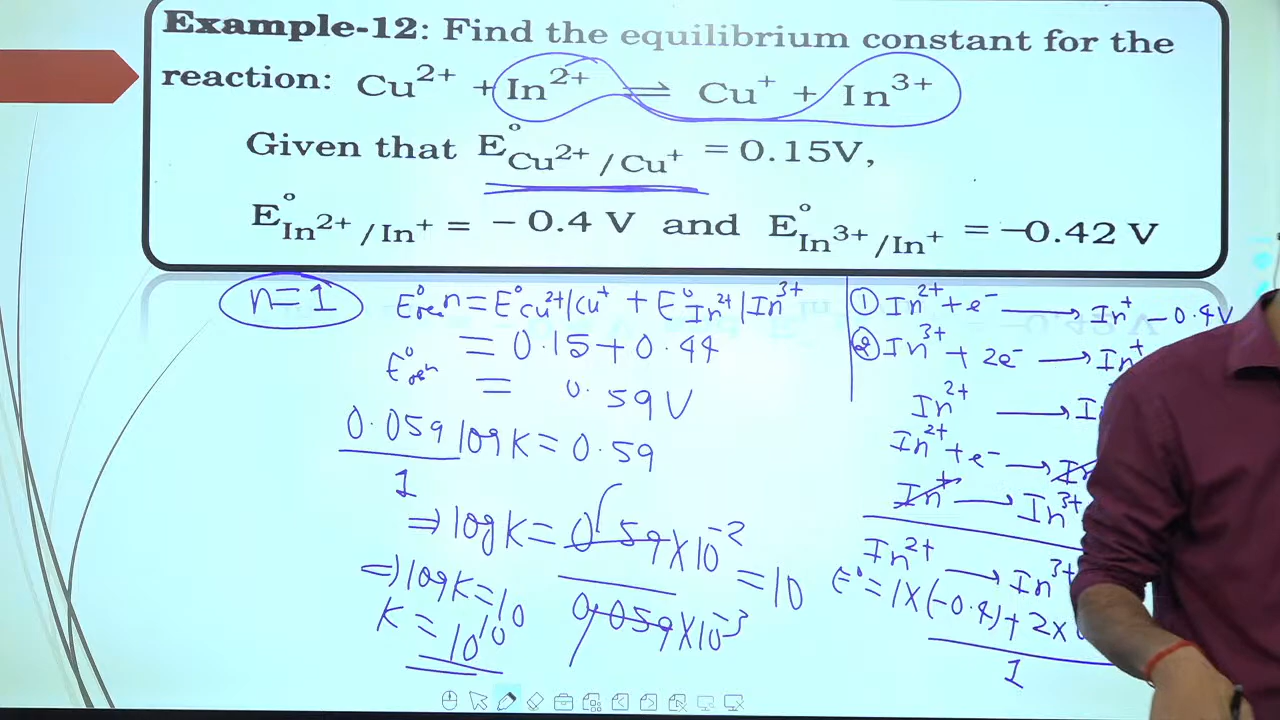 Example-12: Find the equilibrium constant for the
reaction: Cu²⁺ + In²⁺ ⇌ Cu⁺ + In³⁺
Given that E°Cu²⁺/Cu⁺ = 0.15V,
E°In²⁺/In⁺ = − 0.4 V and E°In³⁺/In⁺ = −0.42 V
n=1
E°rxn = E°Cu²⁺/Cu⁺ + E°In²⁺/In³⁺
= 0.15+0.44
E°rxn = 0.59V
0.059/1 log K = 0.59
⇒ log K = 0.59×10⁻²/0.059×10⁻³ = 10
⇒ log K = 10
K = 10¹⁰
① In²⁺ + e⁻ ⟶ In⁺ −0.4V
② In³⁺ + 2e⁻ ⟶ In⁺
In²⁺ ⟶
In²⁺ + e⁻ ⟶
In⁺ ⟶ In³⁺
In²⁺ ⟶ In³⁺
E° = 1×(−0.4)+2×
1